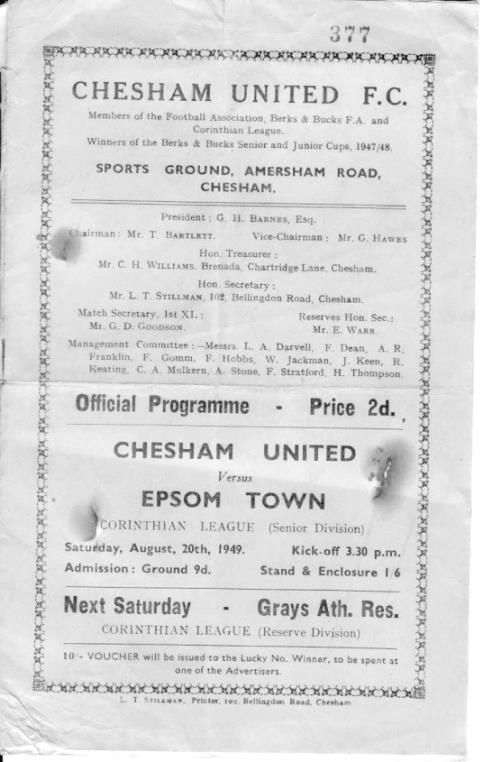 377
CHESHAM UNITED F.C.
Members of the Football Association, Berks & Bucks F.A. and
Corinthian League.
Winners of the Berks & Bucks Senior and Junior Cups, 1947/48.
SPORTS GROUND, AMERSHAM ROAD,
CHESHAM.
President : G. H. BARNES, Esq.
Chairman : Mr. T. BARTLETT. Vice-Chairman : Mr. G. HAWES
Hon. Treasurer :
Mr. C. H. WILLIAMS, Brenada, Chartridge Lane, Chesham.
Hon. Secretary :
Mr. L. T. STILLMAN, 102, Bellingdon Road, Chesham.
Match Secretary, 1st XI. : Reserves Hon. Sec. :
Mr. G. D. GOODSON. Mr. E. WARR.
Management Committee :—Messrs. L. A. Darvell, F. Dean, A. R.
Franklin, F. Gomm, F. Hobbs, W. Jackman, J. Keen, R.
Keating, C. A. Mulkern, A. Stone, F. Stratford, H. Thompson.
Official Programme - Price 2d.
CHESHAM UNITED
Versus
EPSOM TOWN
CORINTHIAN LEAGUE (Senior Division)
Saturday, August, 20th, 1949. Kick-off 3.30 p.m.
Admission : Ground 9d. Stand & Enclosure 1/6
Next Saturday - Grays Ath. Res.
CORINTHIAN LEAGUE (Reserve Division)
10/- VOUCHER will be issued to the Lucky No. Winner, to be spent at
one of the Advertisers.
L. T. STILLMAN, Printer, 102, Bellingdon Road, Chesham